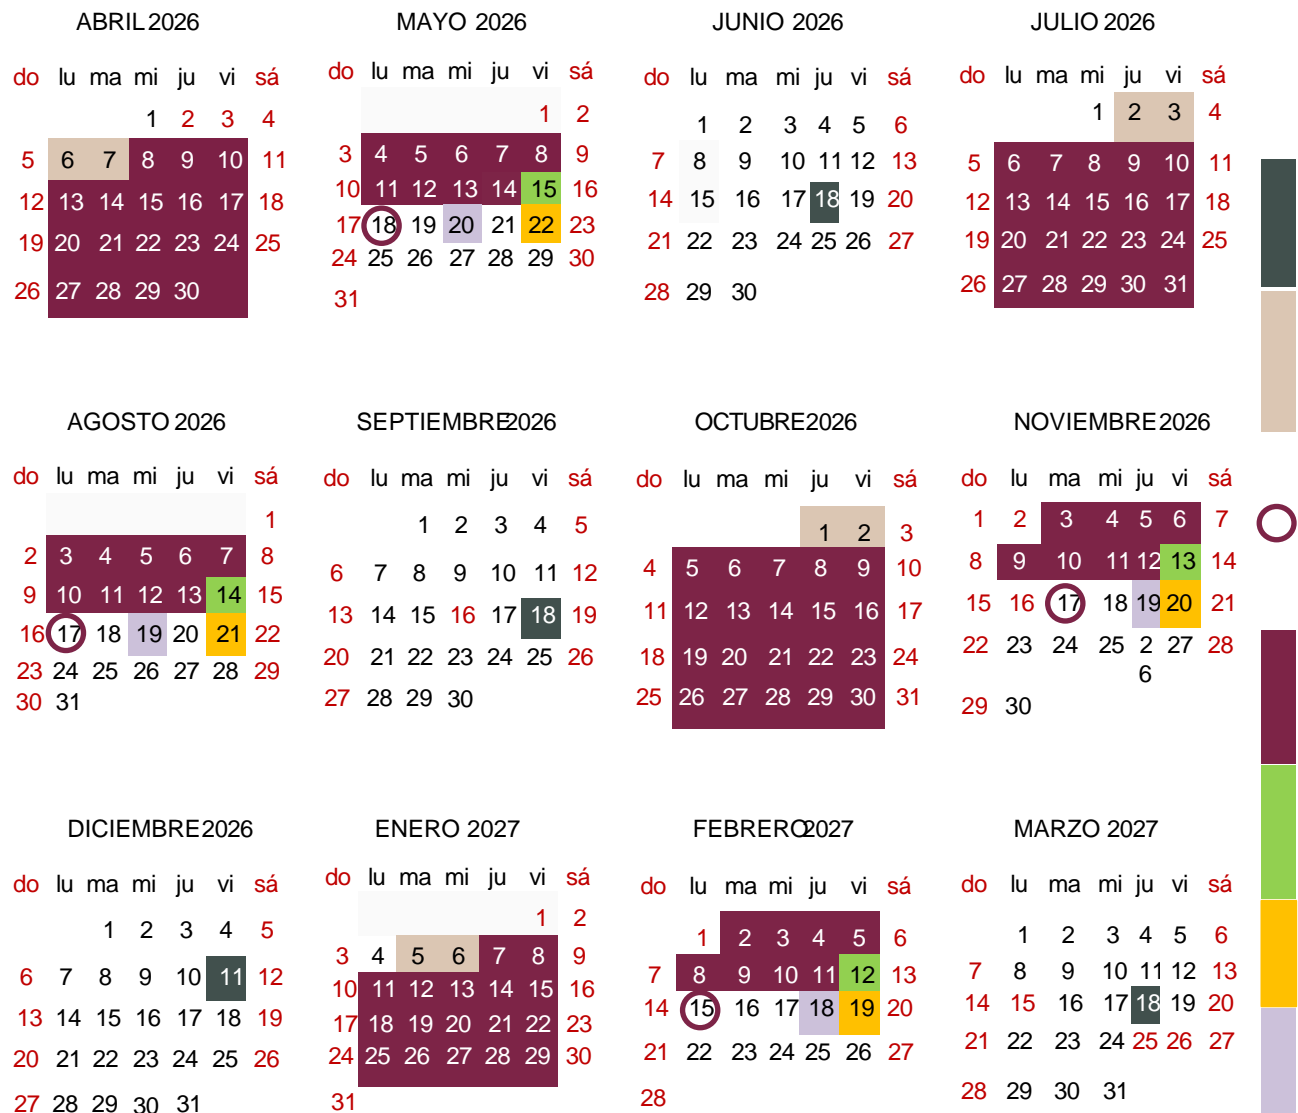 ABRIL 2026
do lu ma mi ju vi sá
1 2 3 4
5 6 7 8 9 10 11
12 13 14 15 16 17 18
19 20 21 22 23 24 25
26 27 28 29 30
MAYO 2026
do lu ma mi ju vi sá
1 2
3 4 5 6 7 8 9
10 11 12 13 14 15 16
17 18 19 20 21 22 23
24 25 26 27 28 29 30
31
JUNIO 2026
do lu ma mi ju vi sá
1 2 3 4 5 6
7 8 9 10 11 12 13
14 15 16 17 18 19 20
21 22 23 24 25 26 27
28 29 30
JULIO 2026
do lu ma mi ju vi sá
1 2 3 4
5 6 7 8 9 10 11
12 13 14 15 16 17 18
19 20 21 22 23 24 25
26 27 28 29 30 31
AGOSTO 2026
do lu ma mi ju vi sá
1
2 3 4 5 6 7 8
9 10 11 12 13 14 15
16 17 18 19 20 21 22
23 24 25 26 27 28 29
30 31
SEPTIEMBRE 2026
do lu ma mi ju vi sá
1 2 3 4 5
6 7 8 9 10 11 12
13 14 15 16 17 18 19
20 21 22 23 24 25 26
27 28 29 30
OCTUBRE 2026
do lu ma mi ju vi sá
1 2 3
4 5 6 7 8 9 10
11 12 13 14 15 16 17
18 19 20 21 22 23 24
25 26 27 28 29 30 31
NOVIEMBRE 2026
do lu ma mi ju vi sá
1 2 3 4 5 6 7
8 9 10 11 12 13 14
15 16 17 18 19 20 21
22 23 24 25 2 27 28
6
29 30
DICIEMBRE 2026
do lu ma mi ju vi sá
1 2 3 4 5
6 7 8 9 10 11 12
13 14 15 16 17 18 19
20 21 22 23 24 25 26
27 28 29 30 31
ENERO 2027
do lu ma mi ju vi sá
1 2
3 4 5 6 7 8 9
10 11 12 13 14 15 16
17 18 19 20 21 22 23
24 25 26 27 28 29 30
31
FEBRERO 2027
do lu ma mi ju vi sá
1 2 3 4 5 6
7 8 9 10 11 12 13
14 15 16 17 18 19 20
21 22 23 24 25 26 27
28
MARZO 2027
do lu ma mi ju vi sá
1 2 3 4 5 6
7 8 9 10 11 12 13
14 15 16 17 18 19 20
21 22 23 24 25 26 27
28 29 30 31